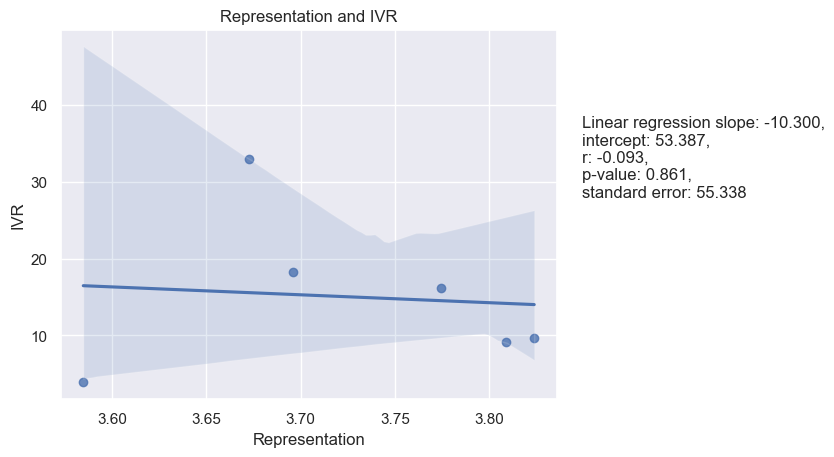 Representation and IVR
IVR
40
30
20
10
3.60 3.65 3.70 3.75 3.80
Representation
Linear regression slope: -10.300,
intercept: 53.387,
r: -0.093,
p-value: 0.861,
standard error: 55.338